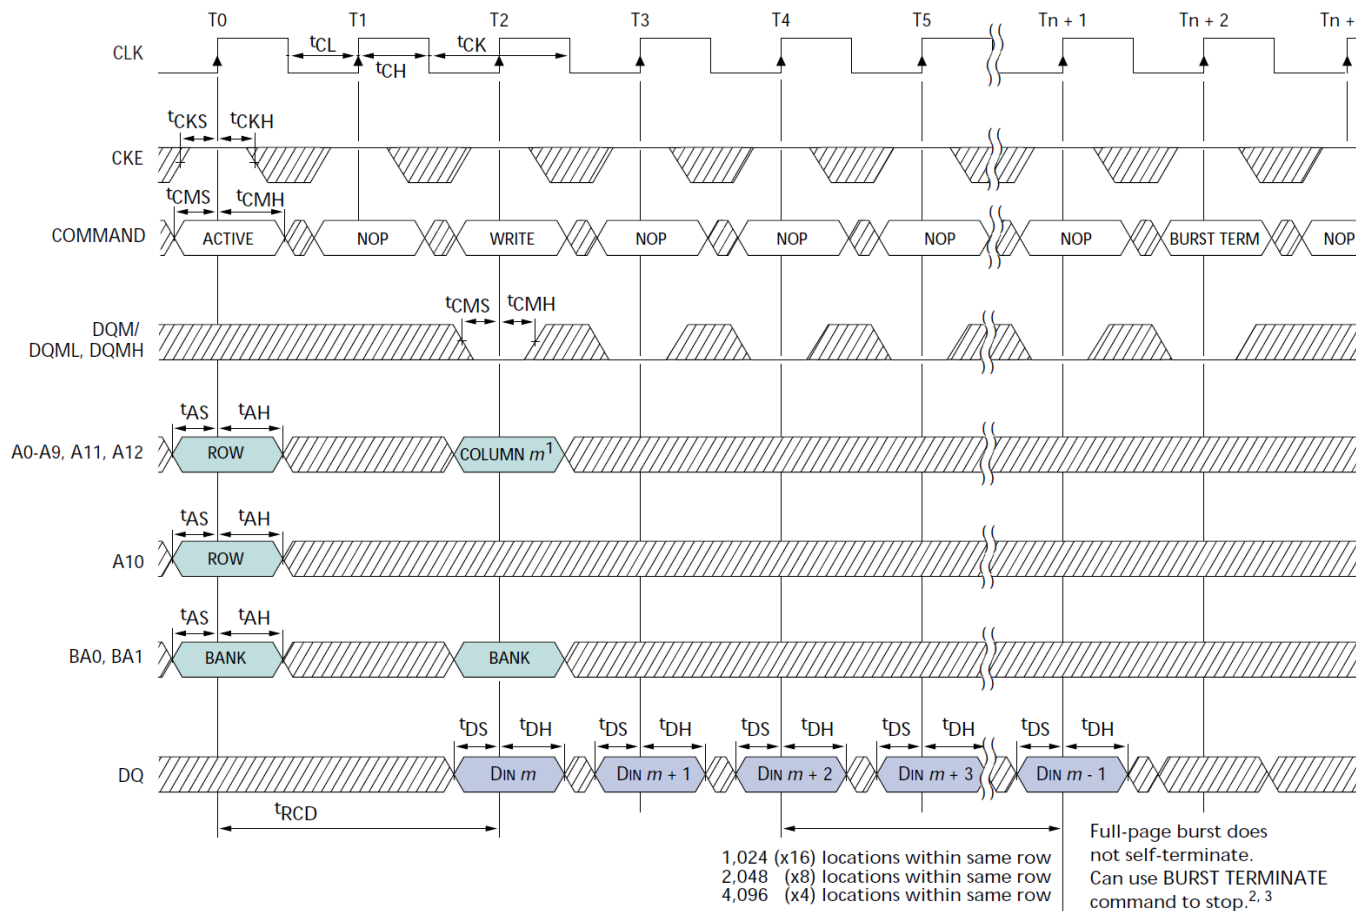 T0 T1 T2 T3 T4 T5 Tn + 1 Tn + 2 Tn +
CLK tCL tCH tCK
tCKS tCKH
CKE
tCMS tCMH
COMMAND ACTIVE NOP WRITE NOP NOP NOP NOP BURST TERM NOP
tCMS tCMH
DQM/
DQML, DQMH
tAS tAH
A0-A9, A11, A12 ROW COLUMN m1
tAS tAH
A10 ROW
tAS tAH
BA0, BA1 BANK BANK
tDS tDH tDS tDH tDS tDH tDS tDH tDS tDH
DQ DIN m DIN m + 1 DIN m + 2 DIN m + 3 DIN m - 1
tRCD
1,024 (x16) locations within same row
2,048 (x8) locations within same row
4,096 (x4) locations within same row
Full-page burst does
not self-terminate.
Can use BURST TERMINATE
command to stop.2, 3